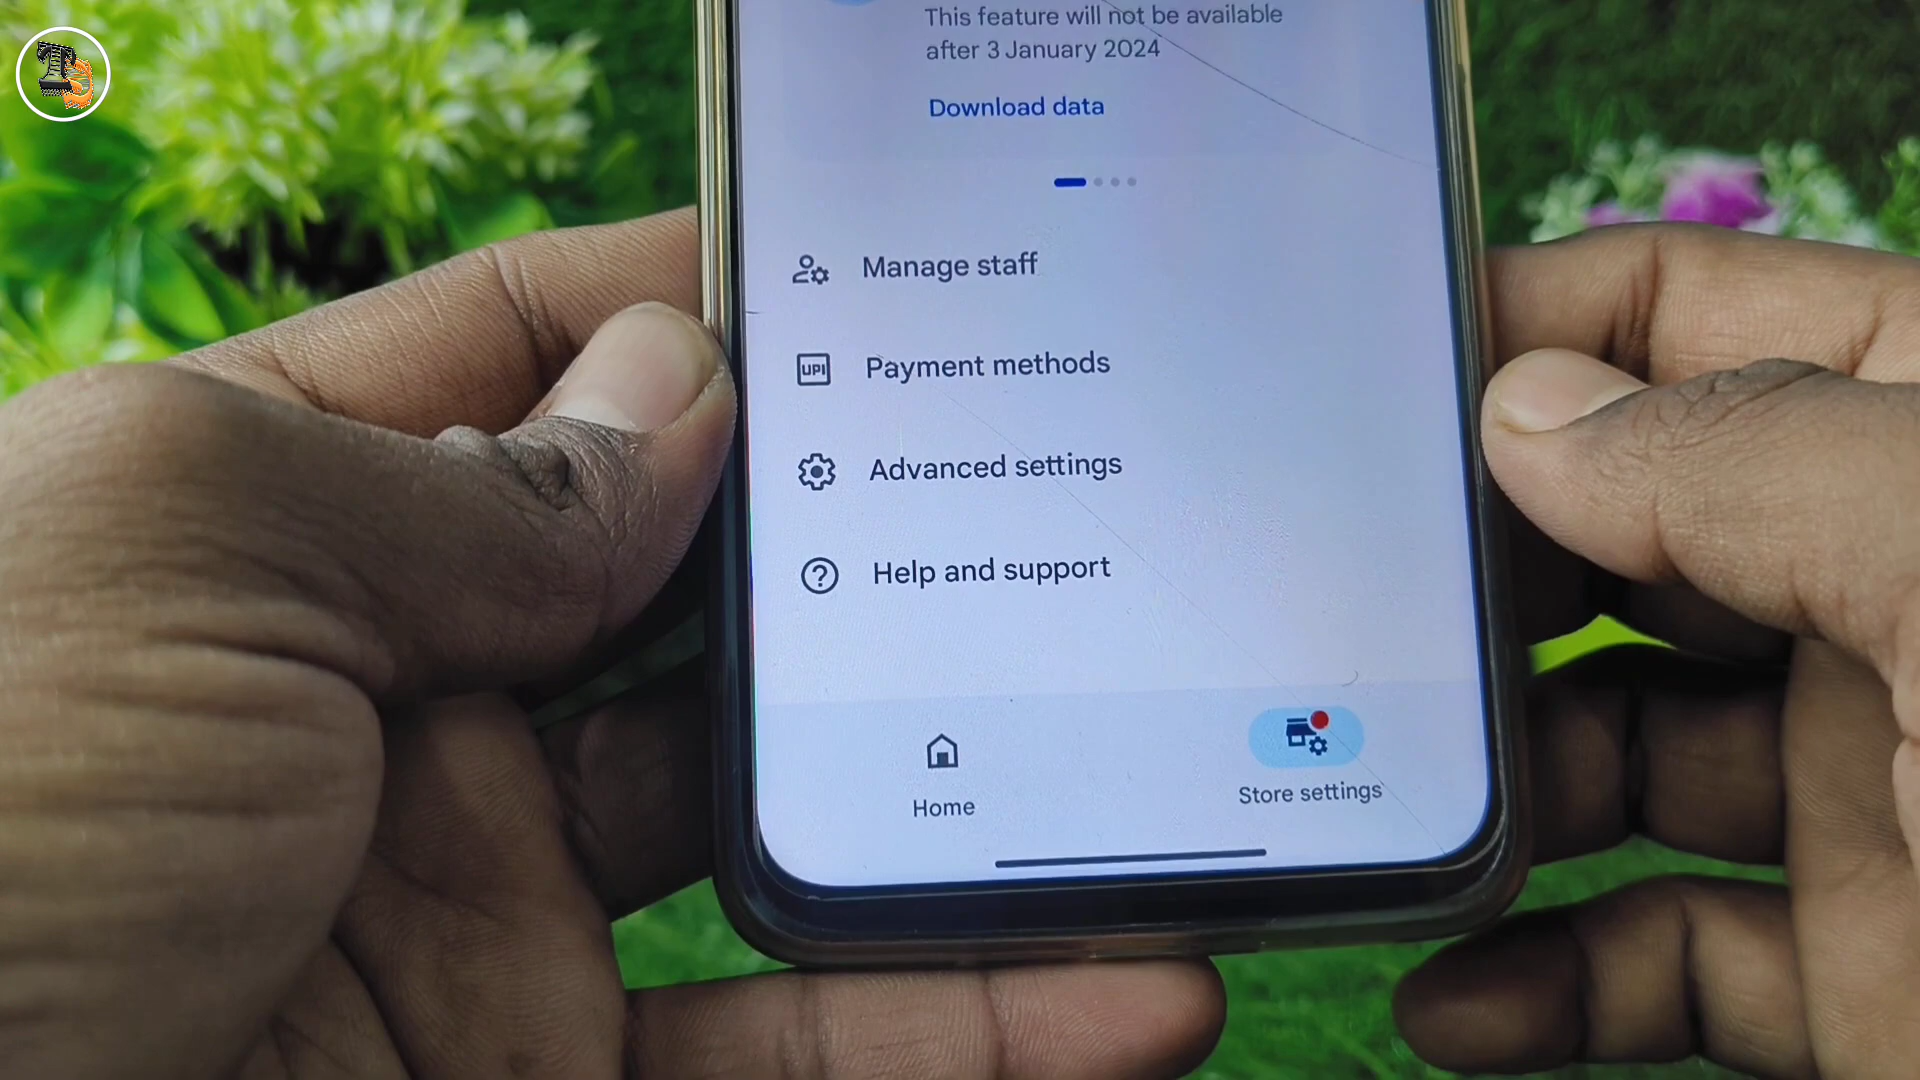 This feature will not be available
after 3 January 2024
Download data
Manage staff
UPI
Payment methods
Advanced settings
Help and support
Home
Store settings